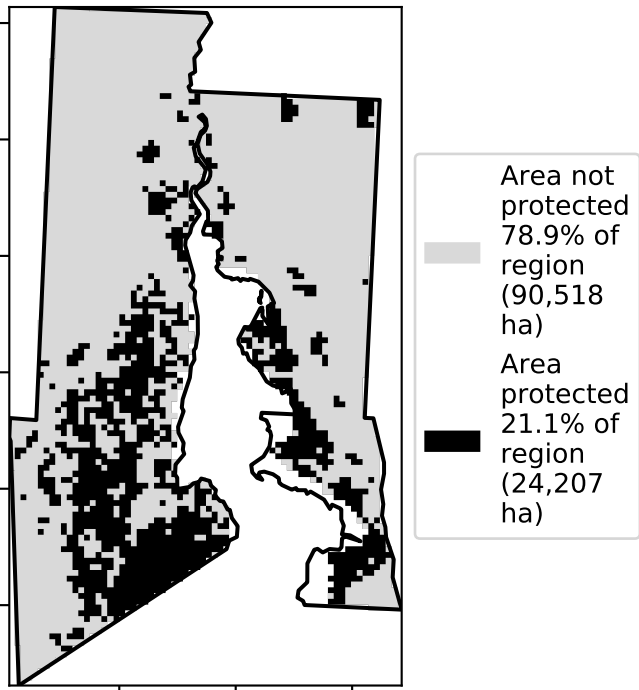 Area not
protected
78.9% of
region
(90,518
ha)
Area
protected
21.1% of
region
(24,207
ha)